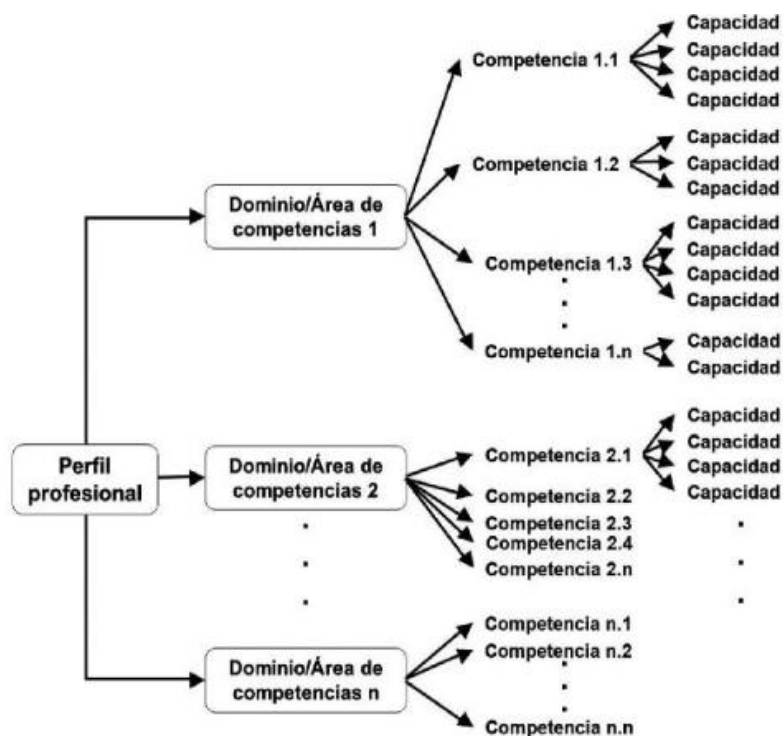 Perfil
profesional
Dominio/Área de
competencias 1
Competencia 1.1
Capacidad
Capacidad
Capacidad
Capacidad
Competencia 1.2
Capacidad
Capacidad
Capacidad
Competencia 1.3
Capacidad
Capacidad
Capacidad
Capacidad
Competencia 1.n
Capacidad
Capacidad
Dominio/Área de
competencias 2
Competencia 2.1
Capacidad
Capacidad
Capacidad
Capacidad
Competencia 2.2
Competencia 2.3
Competencia 2.4
Competencia 2.n
Dominio/Área de
competencias n
Competencia n.1
Competencia n.2
Competencia n.n